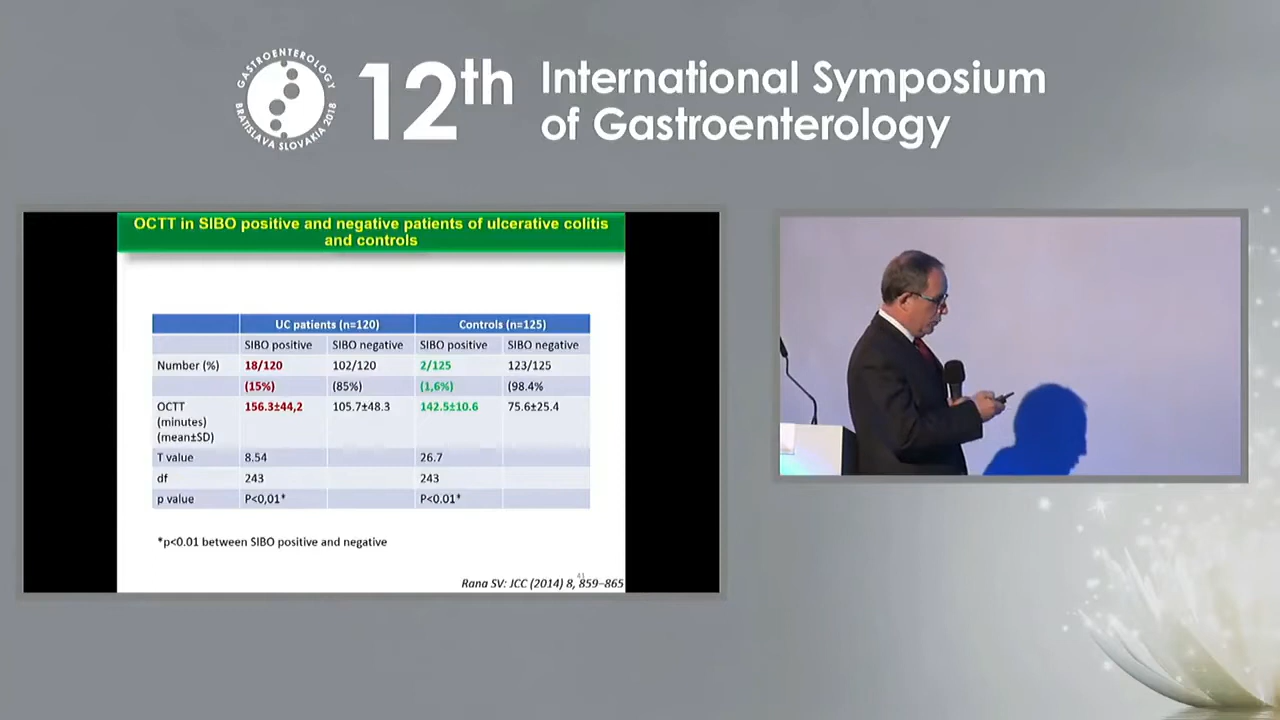 GASTROENTEROLOGY
BRATISLAVA SLOVAKIA 2018
12th
International Symposium
of Gastroenterology
OCTT in SIBO positive and negative patients of ulcerative colitis
and controls
UC patients (n=120) Controls (n=125)
SIBO positive SIBO negative SIBO positive SIBO negative
Number (%) 18/120 102/120 2/125 123/125
(15%) (85%) (1,6%) (98.4%
OCTT
(minutes)
(mean±SD) 156.3±44,2 105.7±48.3 142.5±10.6 75.6±25.4
T value 8.54 26.7
df 243 243
p value P<0,01* P<0.01*
*p<0.01 between SIBO positive and negative
41
Rana SV: JCC (2014) 8, 859–865